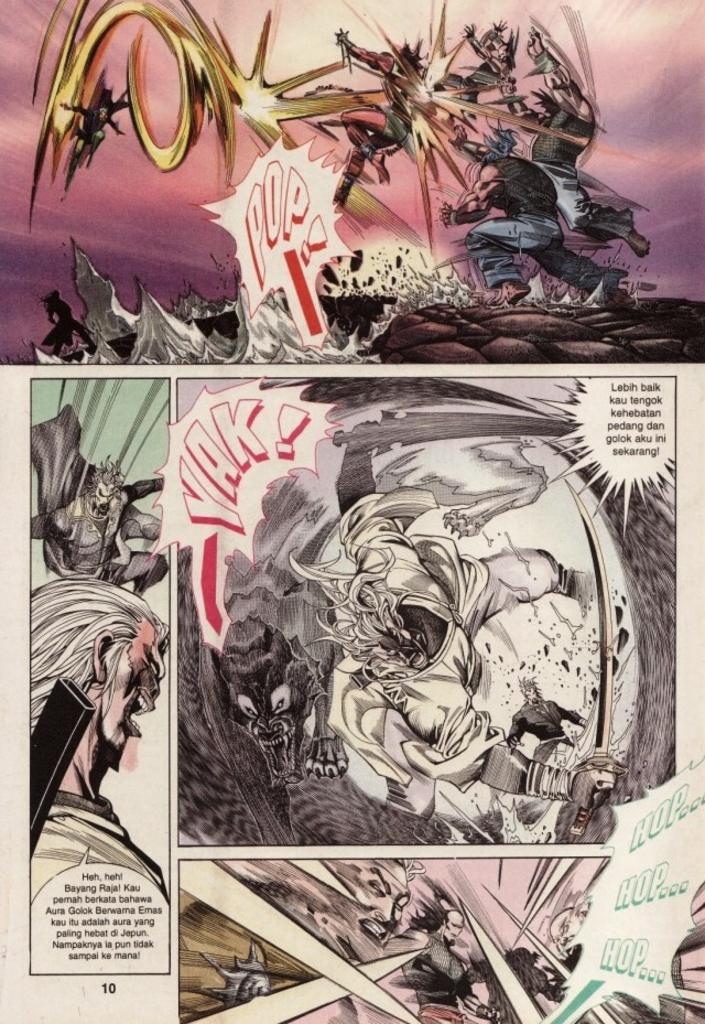 POP
!!
YAK!!
Lebih baik
kau tengok
kehebatan
pedang dan
golok aku ini
sekarang!
Heh, heh!
Bayang Raja! Kau
pernah berkata bahawa
Aura Golok Berwarna Emas
kau itu adalah aura yang
paling hebat di Jepun.
Nampaknya ia pun tidak
sampai ke mana!
HOP...
HOP...
HOP...
10